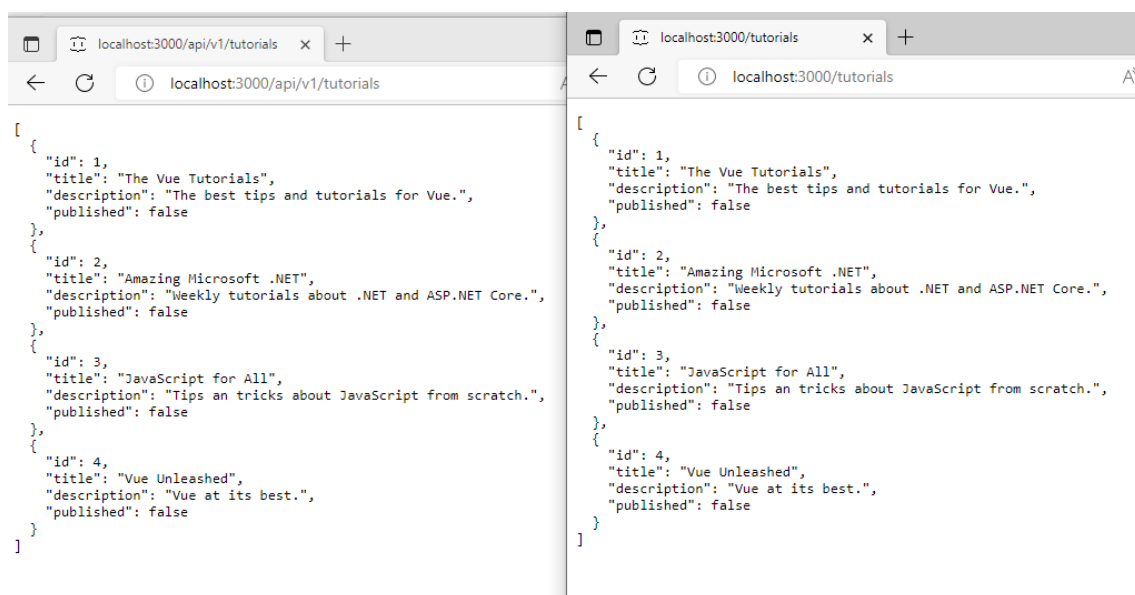 localhost:3000/api/v1/tutorials
localhost:3000/api/v1/tutorials
[
  {
    "id": 1,
    "title": "The Vue Tutorials",
    "description": "The best tips and tutorials for Vue.",
    "published": false
  },
  {
    "id": 2,
    "title": "Amazing Microsoft .NET",
    "description": "Weekly tutorials about .NET and ASP.NET Core.",
    "published": false
  },
  {
    "id": 3,
    "title": "JavaScript for All",
    "description": "Tips an tricks about JavaScript from scratch.",
    "published": false
  },
  {
    "id": 4,
    "title": "Vue Unleashed",
    "description": "Vue at its best.",
    "published": false
  }
]
localhost:3000/tutorials
localhost:3000/tutorials
[
  {
    "id": 1,
    "title": "The Vue Tutorials",
    "description": "The best tips and tutorials for Vue.",
    "published": false
  },
  {
    "id": 2,
    "title": "Amazing Microsoft .NET",
    "description": "Weekly tutorials about .NET and ASP.NET Core.",
    "published": false
  },
  {
    "id": 3,
    "title": "JavaScript for All",
    "description": "Tips an tricks about JavaScript from scratch.",
    "published": false
  },
  {
    "id": 4,
    "title": "Vue Unleashed",
    "description": "Vue at its best.",
    "published": false
  }
]